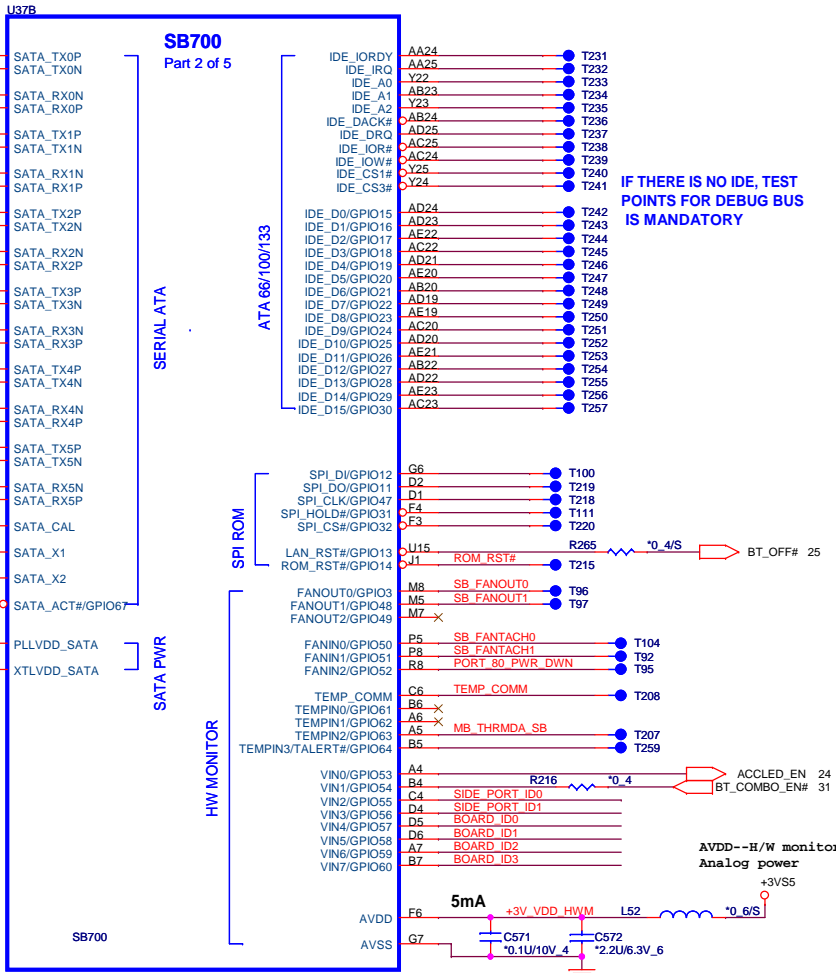 U37B
SB700
Part 2 of 5
SATA_TX0P
SATA_TX0N
SATA_RX0N
SATA_RX0P
SATA_TX1P
SATA_TX1N
SATA_RX1N
SATA_RX1P
SATA_TX2P
SATA_TX2N
SATA_RX2N
SATA_RX2P
SATA_TX3P
SATA_TX3N
SATA_RX3N
SATA_RX3P
SATA_TX4P
SATA_TX4N
SATA_RX4N
SATA_RX4P
SATA_TX5P
SATA_TX5N
SATA_RX5N
SATA_RX5P
SATA_CAL
SATA_X1
SATA_X2
SATA_ACT#/GPIO67
PLLVDD_SATA
XTLVDD_SATA
SERIAL ATA
SATA PWR
ATA 66/100/133
SPI ROM
HW MONITOR
IDE_IORDY AA24 T231
IDE_IRQ AA25 T232
IDE_A0 Y22 T233
IDE_A1 AB23 T234
IDE_A2 Y23 T235
IDE_DACK# AB24 T236
IDE_DRQ AD25 T237
IDE_IOR# AC25 T238
IDE_IOW# AC24 T239
IDE_CS1# Y25 T240
IDE_CS3# Y24 T241
IF THERE IS NO IDE, TEST
POINTS FOR DEBUG BUS
IS MANDATORY
IDE_D0/GPIO15 AD24 T242
IDE_D1/GPIO16 AD23 T243
IDE_D2/GPIO17 AE22 T244
IDE_D3/GPIO18 AC22 T245
IDE_D4/GPIO19 AD21 T246
IDE_D5/GPIO20 AE20 T247
IDE_D6/GPIO21 AB20 T248
IDE_D7/GPIO22 AD19 T249
IDE_D8/GPIO23 AE19 T250
IDE_D9/GPIO24 AC20 T251
IDE_D10/GPIO25 AD20 T252
IDE_D11/GPIO26 AE21 T253
IDE_D12/GPIO27 AB22 T254
IDE_D13/GPIO28 AD22 T255
IDE_D14/GPIO29 AE23 T256
IDE_D15/GPIO30 AC23 T257
SPI_DI/GPIO12 G6 T100
SPI_DO/GPIO11 D2 T219
SPI_CLK/GPIO47 D1 T218
SPI_HOLD#/GPIO31 F4 T111
SPI_CS#/GPIO32 F3 T220
LAN_RST#/GPIO13 U15 R265 *0_4/S BT_OFF# 25
ROM_RST#/GPIO14 J1 ROM_RST# T215
FANOUT0/GPIO3 M8 SB_FANOUT0 T96
FANOUT1/GPIO48 M5 SB_FANOUT1 T97
FANOUT2/GPIO49 M7
FANIN0/GPIO50 P5 SB_FANTACH0 T104
FANIN1/GPIO51 P8 SB_FANTACH1 T92
FANIN2/GPIO52 R8 PORT_80_PWR_DWN T95
TEMP_COMM C6 TEMP_COMM T208
TEMPIN0/GPIO61 B6
TEMPIN1/GPIO62 A6
TEMPIN2/GPIO63 A5 MB_THRMDA_SB T207
TEMPIN3/TALERT#/GPIO64 B5 T259
VIN0/GPIO53 A4 ACCLED_EN 24
VIN1/GPIO54 B4 R216 *0_4 BT_COMBO_EN# 31
VIN2/GPIO55 C4 SIDE_PORT_ID0
VIN3/GPIO56 D4 SIDE_PORT_ID1
VIN4/GPIO57 D5 BOARD_ID0
VIN5/GPIO58 D6 BOARD_ID1
VIN6/GPIO59 A7 BOARD_ID2
VIN7/GPIO60 B7 BOARD_ID3
AVDD--H/W monitor
Analog power
+3VS5
5mA
AVDD F6 +3V_VDD_HWM L52 *0_6/S
AVSS G7
C571
*0.1U/10V_4
C572
*2.2U/6.3V_6
SB700